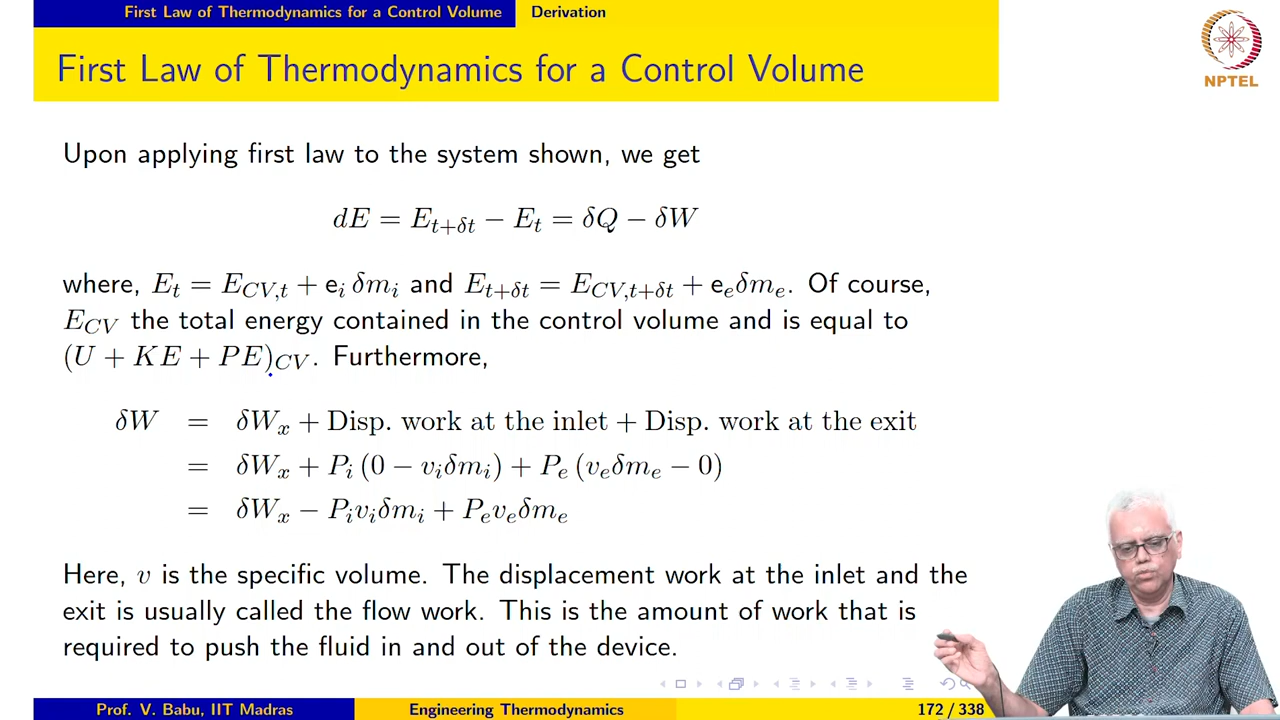 First Law of Thermodynamics for a Control Volume Derivation
First Law of Thermodynamics for a Control Volume
NPTEL
Upon applying first law to the system shown, we get
dE = E_{t+δt} − E_t = δQ − δW
where, E_t = E_{CV,t} + e_i δm_i and E_{t+δt} = E_{CV,t+δt} + e_e δm_e. Of course,
E_{CV} the total energy contained in the control volume and is equal to
(U + KE + PE)_{CV}. Furthermore,
δW = δW_x + Disp. work at the inlet + Disp. work at the exit
= δW_x + P_i (0 − v_i δm_i) + P_e (v_e δm_e − 0)
= δW_x − P_i v_i δm_i + P_e v_e δm_e
Here, v is the specific volume. The displacement work at the inlet and the
exit is usually called the flow work. This is the amount of work that is
required to push the fluid in and out of the device.
Prof. V. Babu, IIT Madras Engineering Thermodynamics 172 / 338